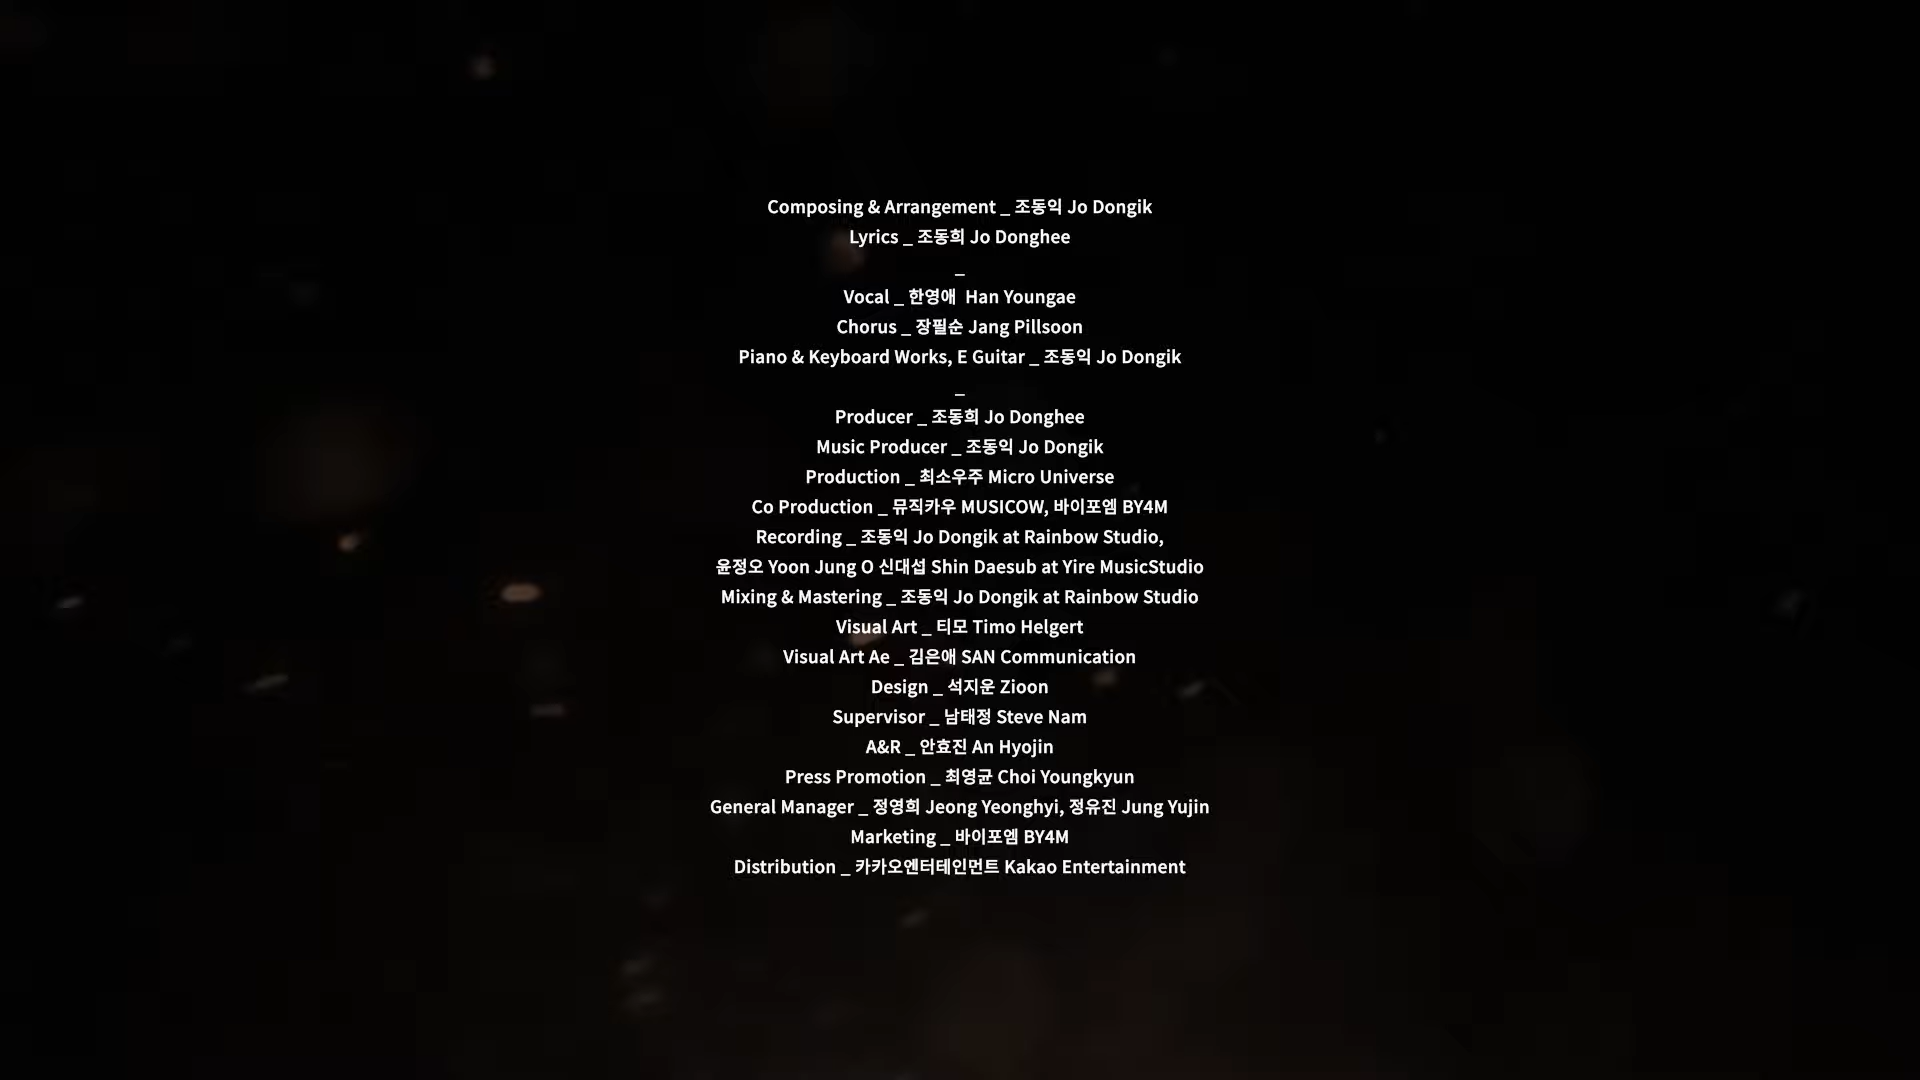 Composing & Arrangement _ 조동익 Jo Dongik
Lyrics _ 조동희 Jo Donghee
_
Vocal _ 한영애  Han Youngae
Chorus _ 장필순 Jang Pillsoon
Piano & Keyboard Works, E Guitar _ 조동익 Jo Dongik
_
Producer _ 조동희 Jo Donghee
Music Producer _ 조동익 Jo Dongik
Production _ 최소우주 Micro Universe
Co Production _ 뮤직카우 MUSICOW, 바이포엠 BY4M
Recording _ 조동익 Jo Dongik at Rainbow Studio,
윤정오 Yoon Jung O 신대섭 Shin Daesub at Yire MusicStudio
Mixing & Mastering _ 조동익 Jo Dongik at Rainbow Studio
Visual Art _ 티모 Timo Helgert
Visual Art Ae _ 김은애 SAN Communication
Design _ 석지운 Zioon
Supervisor _ 남태정 Steve Nam
A&R _ 안효진 An Hyojin
Press Promotion _ 최영균 Choi Youngkyun
General Manager _ 정영희 Jeong Yeonghyi, 정유진 Jung Yujin
Marketing _ 바이포엠 BY4M
Distribution _ 카카오엔터테인먼트 Kakao Entertainment